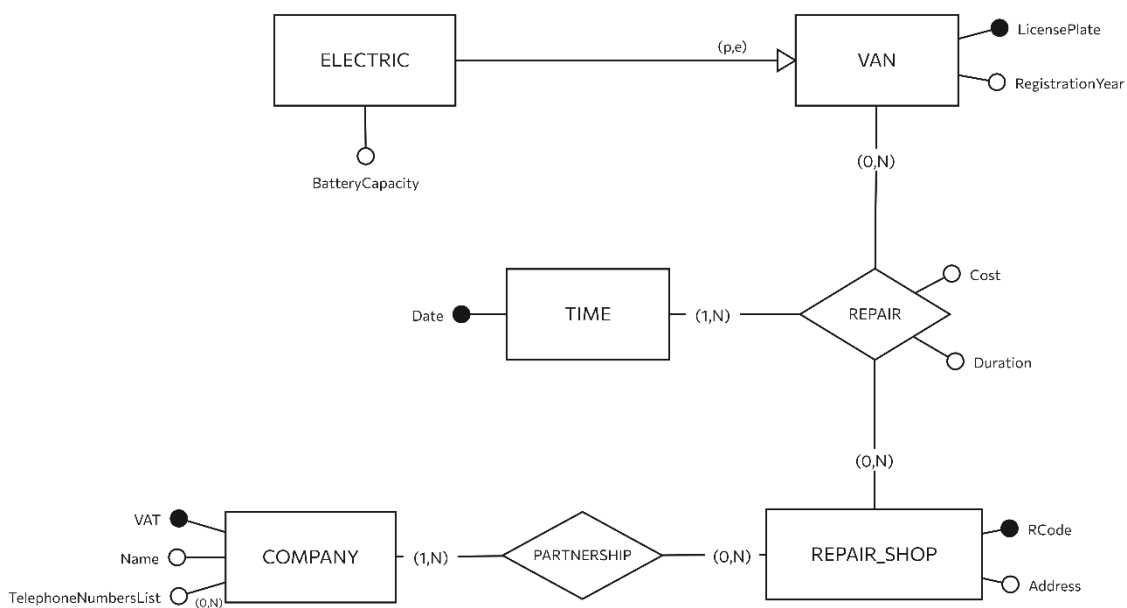 ELECTRIC
(p,e)
VAN
LicensePlate
RegistrationYear
BatteryCapacity
(0,N)
Date
TIME
(1,N)
REPAIR
Cost
Duration
(0,N)
VAT
Name
TelephoneNumbersList
(0,N)
COMPANY
(1,N)
PARTNERSHIP
(0,N)
REPAIR_SHOP
RCode
Address